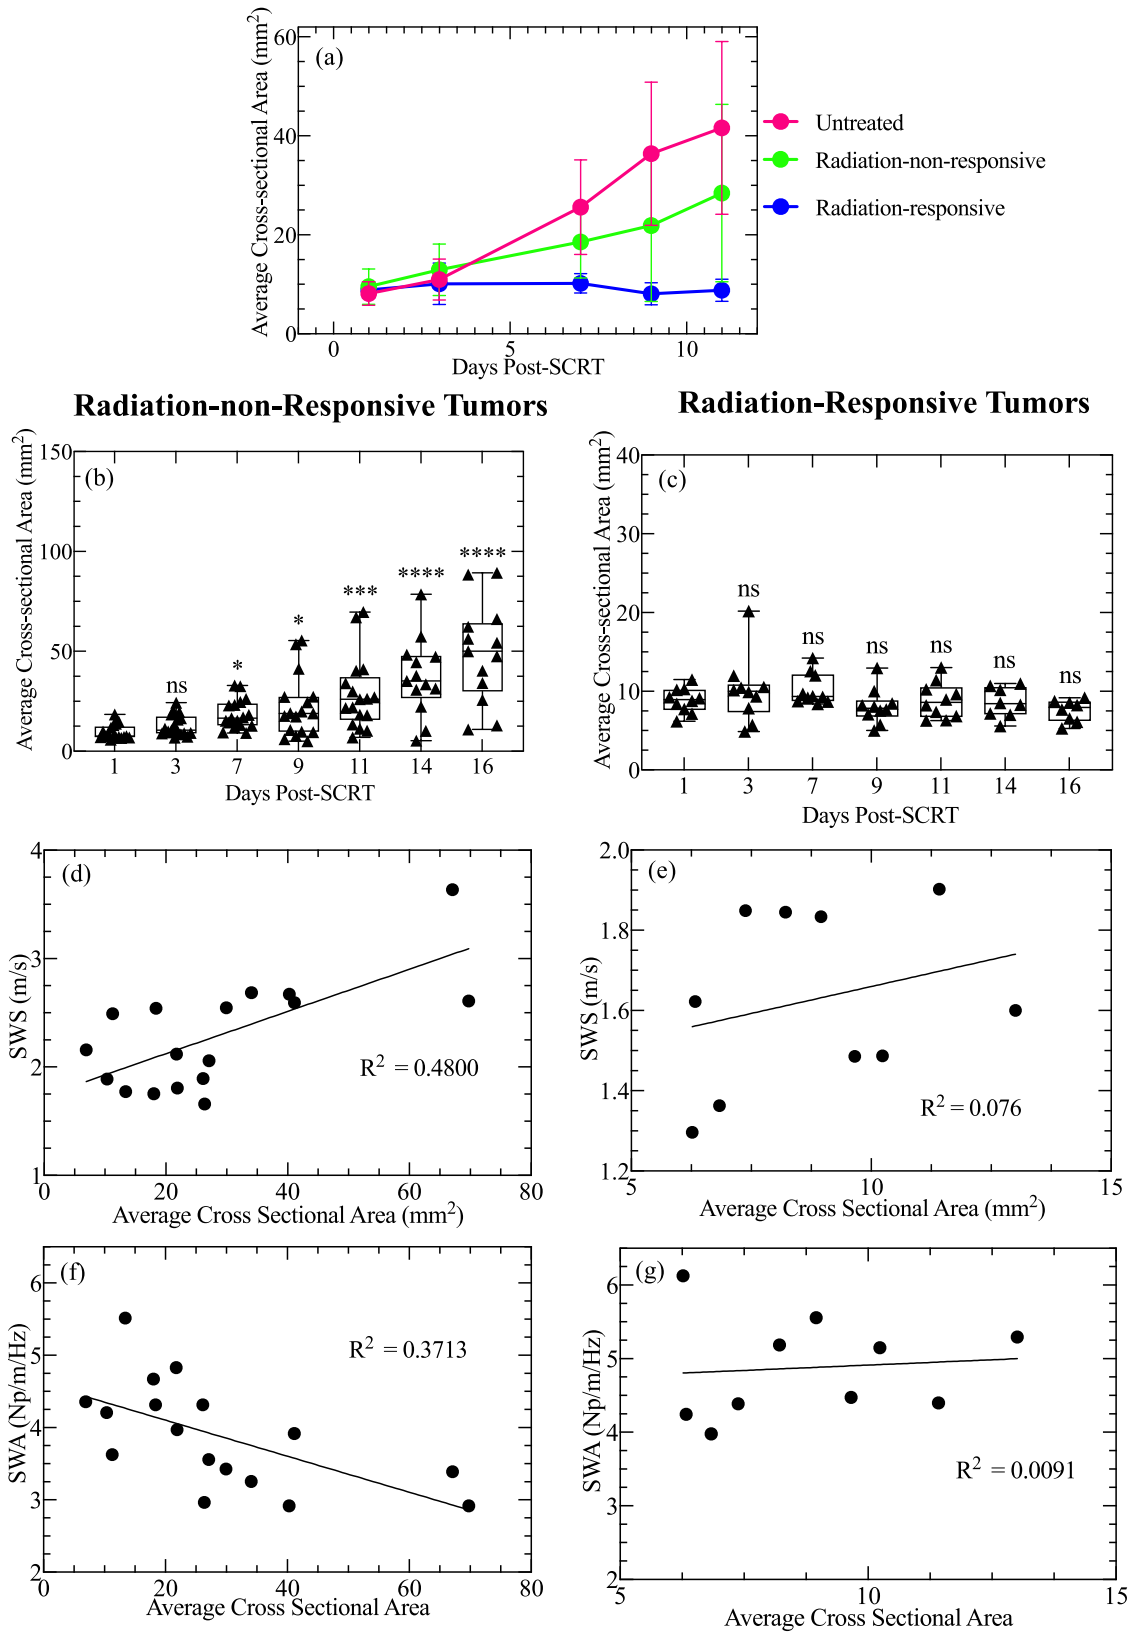 (a)
Average Cross-sectional Area (mm²)
60
40
20
0
0 5 10
Days Post-SCRT
Untreated
Radiation-non-responsive
Radiation-responsive
Radiation-non-Responsive Tumors
(b)
Average Cross-sectional Area (mm²)
150
100
50
0
ns * * *** **** ****
1 3 7 9 11 14 16
Days Post-SCRT
Radiation-Responsive Tumors
(c)
Average Cross-sectional Area (mm²)
40
30
20
10
0
ns ns ns ns ns ns
1 3 7 9 11 14 16
Days Post-SCRT
(d)
SWS (m/s)
4
3
2
1
R² = 0.4800
0 20 40 60 80
Average Cross Sectional Area (mm²)
(e)
SWS (m/s)
2.0
1.8
1.6
1.4
1.2
R² = 0.076
5 10 15
Average Cross Sectional Area (mm²)
(f)
SWA (Np/m/Hz)
6
5
4
3
2
R² = 0.3713
0 20 40 60 80
Average Cross Sectional Area
(g)
SWA (Np/m/Hz)
6
5
4
3
2
R² = 0.0091
5 10 15
Average Cross Sectional Area